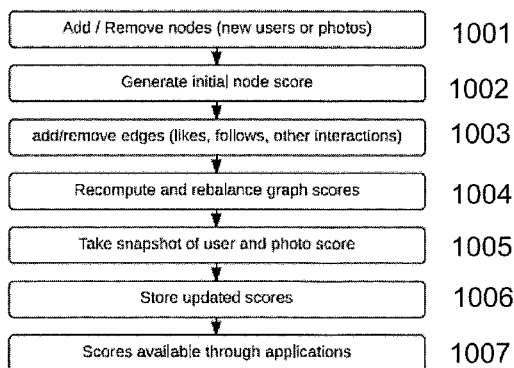 Add / Remove nodes (new users or photos) 1001
Generate initial node score 1002
add/remove edges (likes, follows, other interactions) 1003
Recompute and rebalance graph scores 1004
Take snapshot of user and photo score 1005
Store updated scores 1006
Scores available through applications 1007